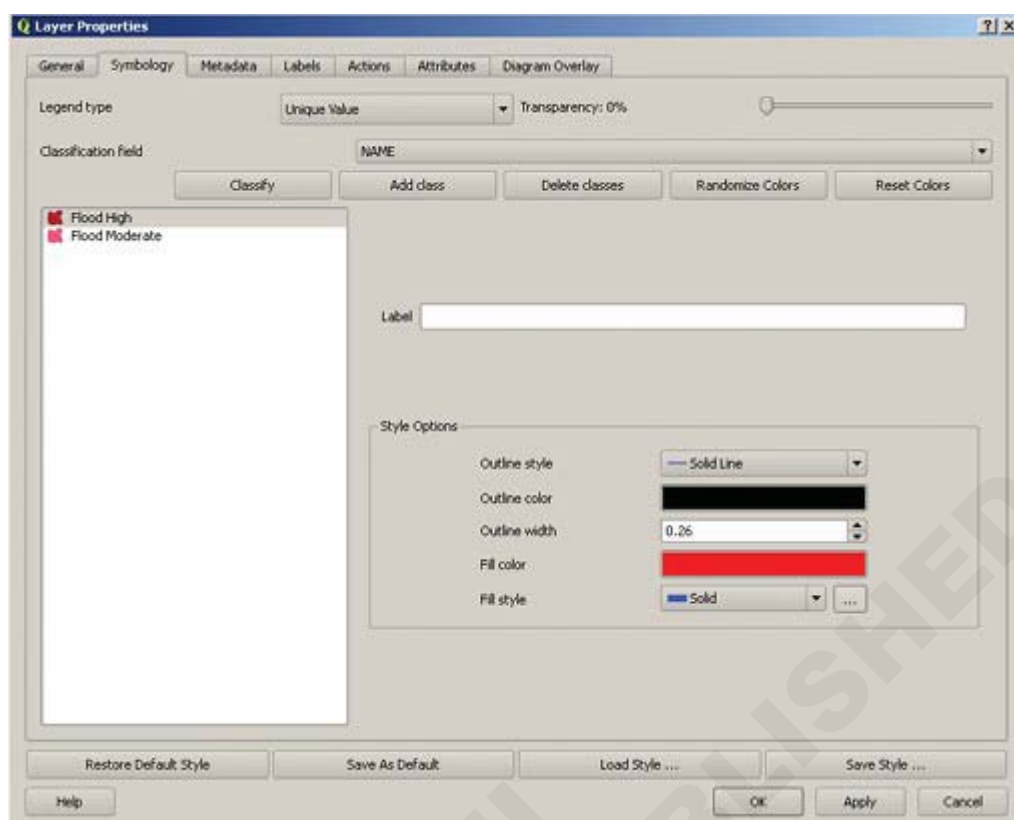 Layer Properties
General Symbology Metadata Labels Actions Attributes Diagram Overlay
Legend type Unique Value Transparency: 0%
Classification field NAME
Classify Add class Delete classes Randomize Colors Reset Colors
Flood High
Flood Moderate
Label
Style Options
Outline style Solid Line
Outline color
Outline width 0.26
Fill color
Fill style Solid ...
Restore Default Style Save As Default Load Style ... Save Style ...
Help OK Apply Cancel